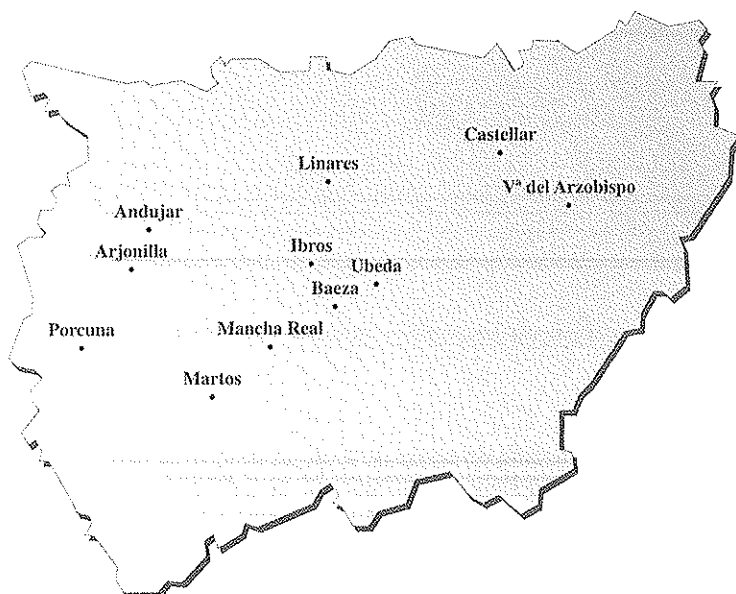 Castellar
Linares
Vª del Arzobispo
Andujar
Ibros
Arjonilla
Ubeda
Baeza
Porcuna
Mancha Real
Martos